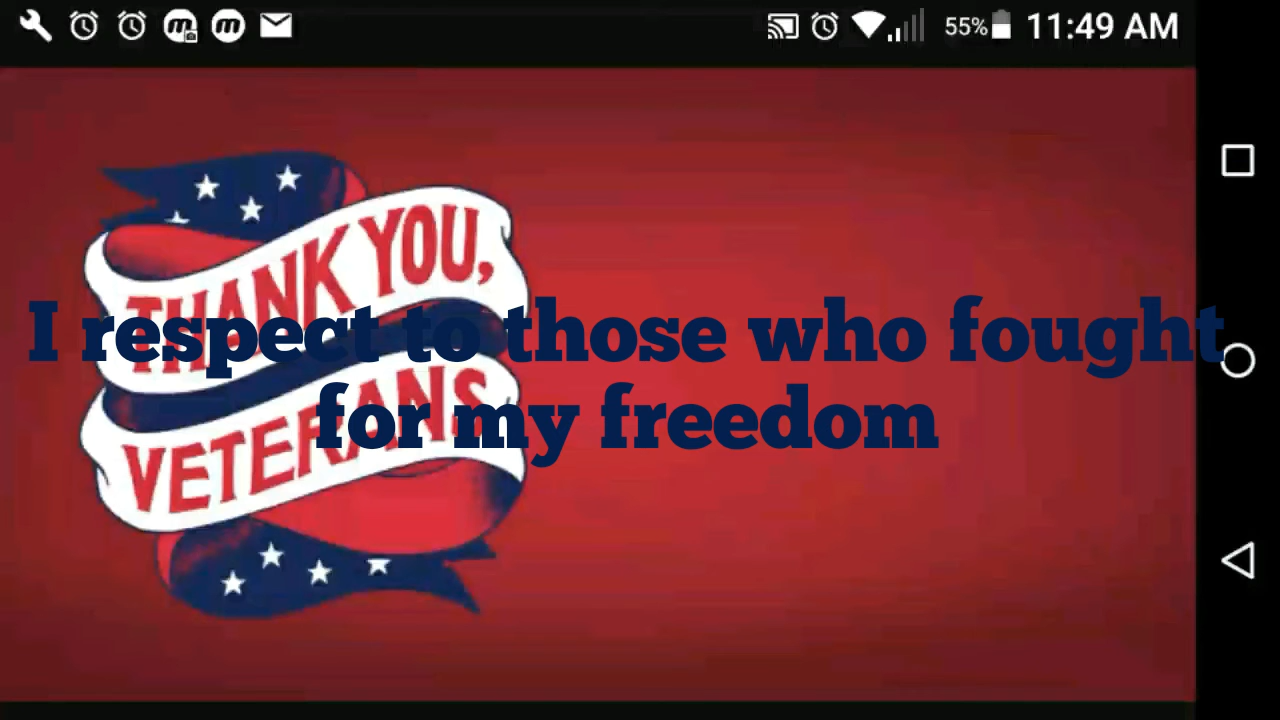 55% 11:49 AM
THANK YOU,
VETERANS
I respect to those who fought
for my freedom